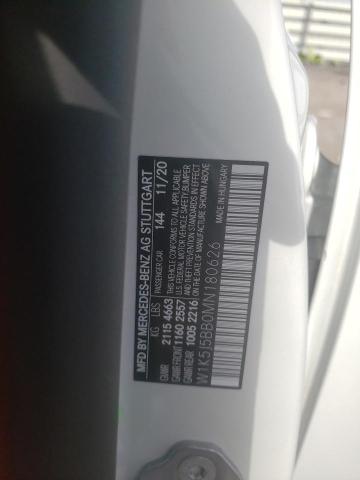 MFD BY MERCEDES-BENZ AG STUTTGART
PASSENGER CAR 144 11/20
KG LBS
GWR 2115 4663
GAWR FRONT 1160 2557
GAWR REAR 1005 2216
THIS VEHICLE CONFORMS TO ALL APPLICABLE
U.S. FEDERAL MOTOR VEHICLE SAFETY, BUMPER,
AND THEFT PREVENTION STANDARDS IN EFFECT
ON THE DATE OF MANUFACTURE SHOWN ABOVE
MADE IN HUNGARY
W1K5J5BB0MN180626